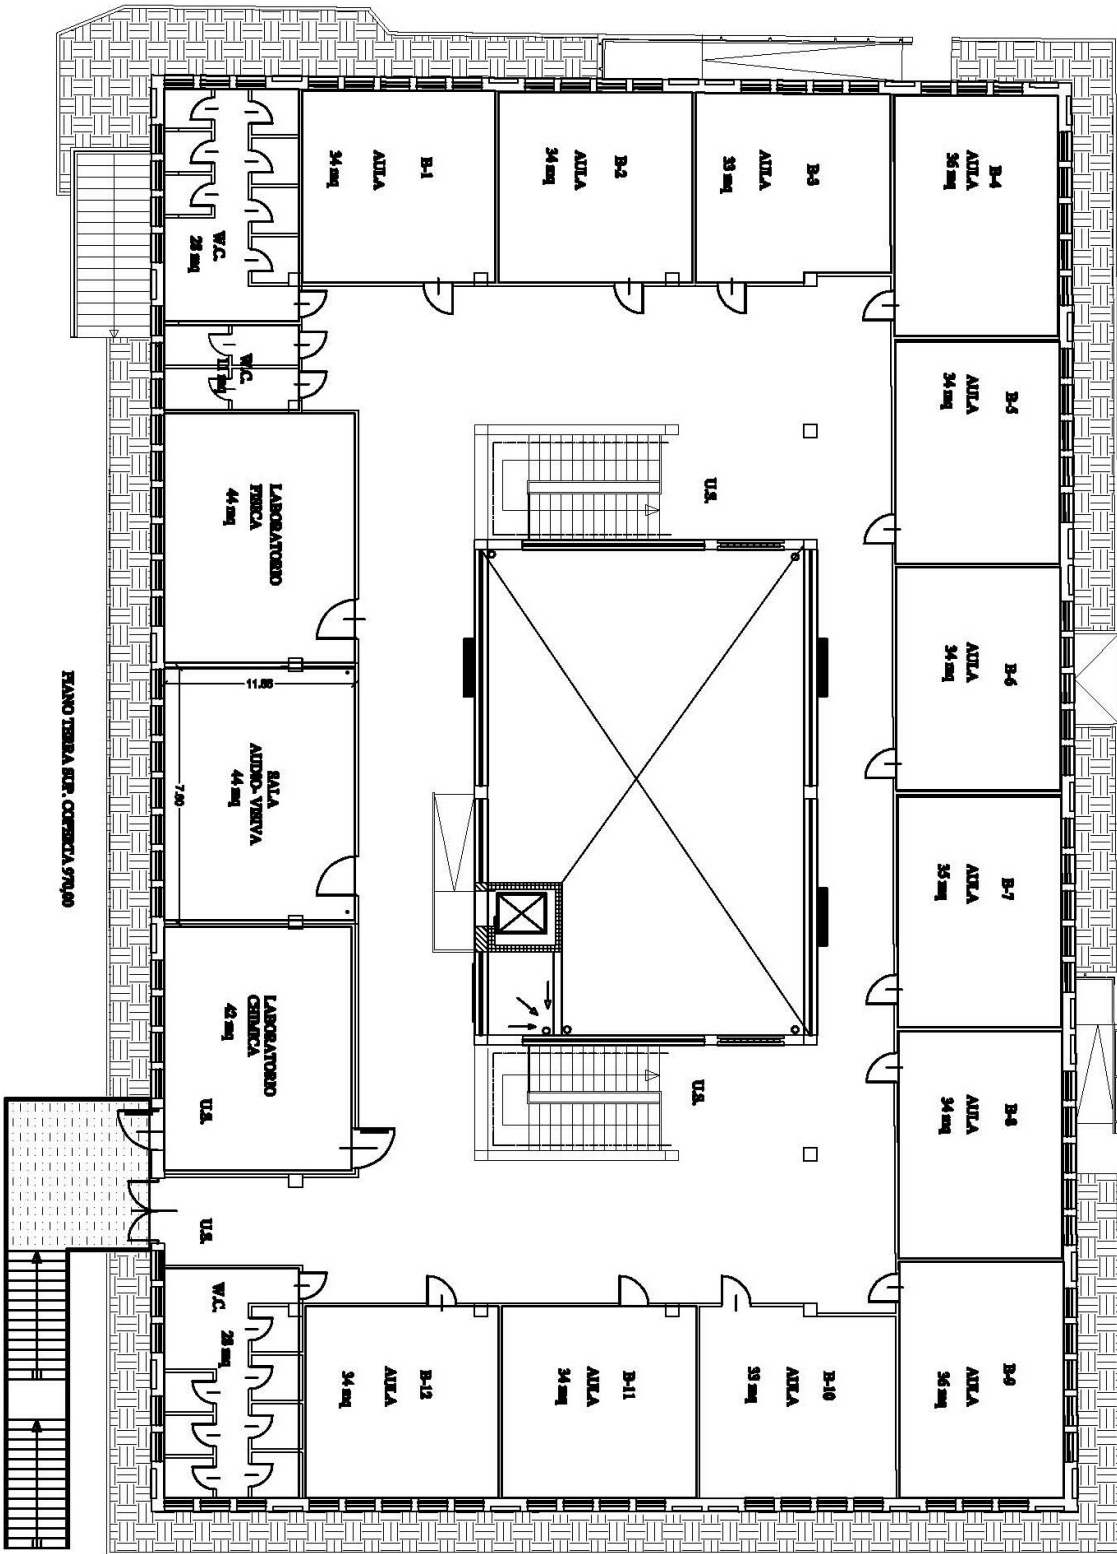 B-4
AULA
36 mq
B-5
AULA
34 mq
B-6
AULA
34 mq
B-7
AULA
35 mq
B-8
AULA
34 mq
B-9
AULA
36 mq
B-3
AULA
33 mq
B-10
AULA
33 mq
U.S.
U.S.
B-2
AULA
34 mq
B-11
AULA
34 mq
B-1
AULA
34 mq
B-12
AULA
34 mq
W.C.
28 mq
W.C.
11 mq
LABORATORIO
FISICA
44 mq
SALA
AUDIO-VISIVA
44 mq
7.60
LABORATORIO
CHIMICA
42 mq
U.S.
U.S.
W.C.
28 mq
PIANO TERRA SUP. COPERTA 970,00